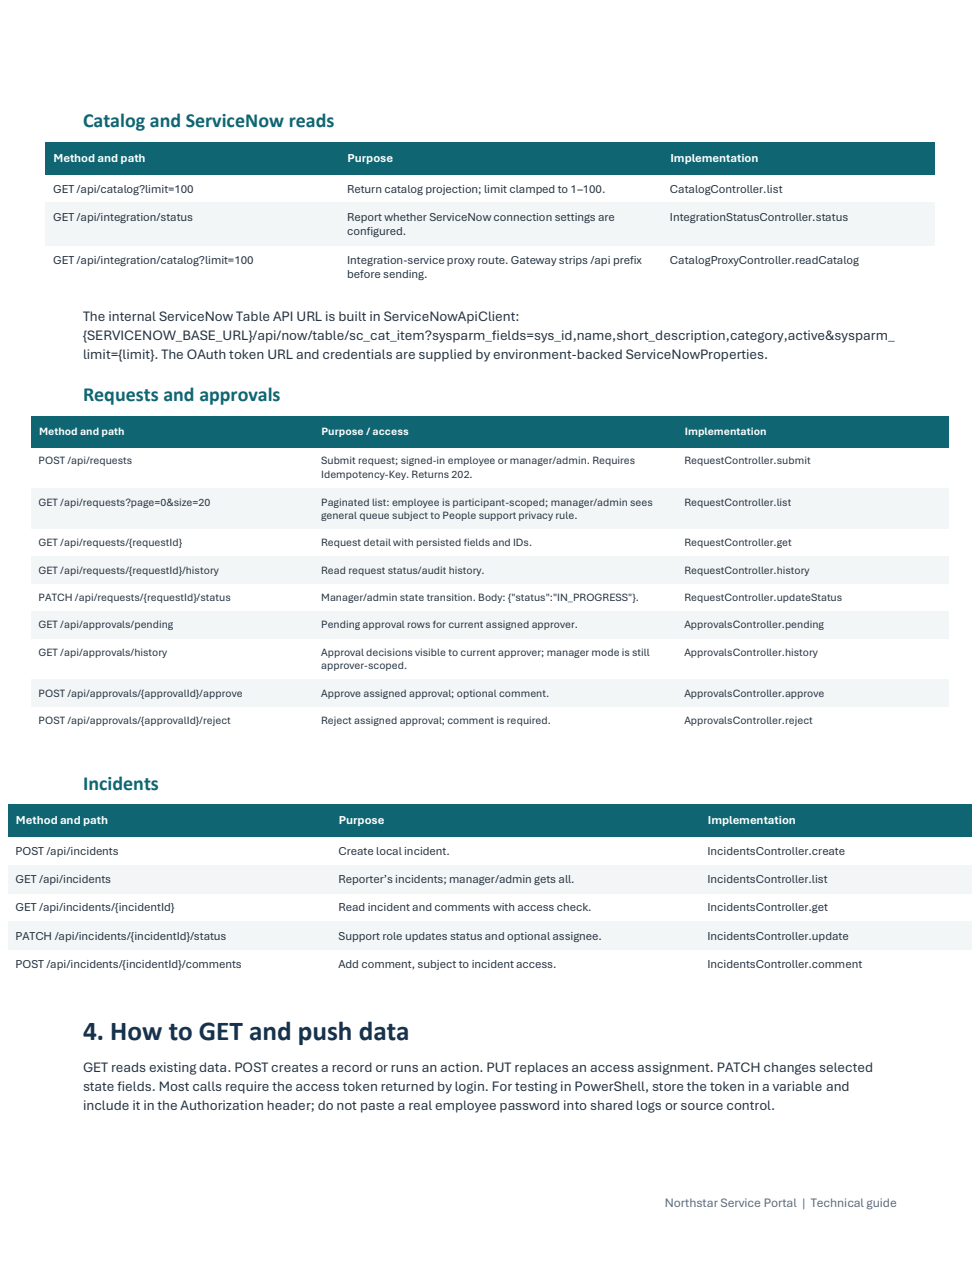 Catalog and ServiceNow reads
Method and path Purpose Implementation
GET /api/catalog?limit=100 Return catalog projection; limit clamped to 1–100. CatalogController.list
GET /api/integration/status Report whether ServiceNow connection settings are IntegrationStatusController.status
configured.
GET /api/integration/catalog?limit=100 Integration-service proxy route. Gateway strips /api prefix CatalogProxyController.readCatalog
before sending.
The internal ServiceNow Table API URL is built in ServiceNowApiClient:
{SERVICENOW_BASE_URL}/api/now/table/sc_cat_item?sysparm_fields=sys_id,name,short_description,category,active&sysparm_
limit={limit}. The OAuth token URL and credentials are supplied by environment-backed ServiceNowProperties.
Requests and approvals
Method and path Purpose / access Implementation
POST /api/requests Submit request; signed-in employee or manager/admin. Requires RequestController.submit
Idempotency-Key. Returns 202.
GET /api/requests?page=0&size=20 Paginated list: employee is participant-scoped; manager/admin sees RequestController.list
general queue subject to People support privacy rule.
GET /api/requests/{requestId} Request detail with persisted fields and IDs. RequestController.get
GET /api/requests/{requestId}/history Read request status/audit history. RequestController.history
PATCH /api/requests/{requestId}/status Manager/admin state transition. Body: {"status":"IN_PROGRESS"}. RequestController.updateStatus
GET /api/approvals/pending Pending approval rows for current assigned approver. ApprovalsController.pending
GET /api/approvals/history Approval decisions visible to current approver; manager mode is still ApprovalsController.history
approver-scoped.
POST /api/approvals/{approvalId}/approve Approve assigned approval; optional comment. ApprovalsController.approve
POST /api/approvals/{approvalId}/reject Reject assigned approval; comment is required. ApprovalsController.reject
Incidents
Method and path Purpose Implementation
POST /api/incidents Create local incident. IncidentsController.create
GET /api/incidents Reporter’s incidents; manager/admin gets all. IncidentsController.list
GET /api/incidents/{incidentId} Read incident and comments with access check. IncidentsController.get
PATCH /api/incidents/{incidentId}/status Support role updates status and optional assignee. IncidentsController.update
POST /api/incidents/{incidentId}/comments Add comment, subject to incident access. IncidentsController.comment
4. How to GET and push data
GET reads existing data. POST creates a record or runs an action. PUT replaces an access assignment. PATCH changes selected
state fields. Most calls require the access token returned by login. For testing in PowerShell, store the token in a variable and
include it in the Authorization header; do not paste a real employee password into shared logs or source control.
Northstar Service Portal | Technical guide